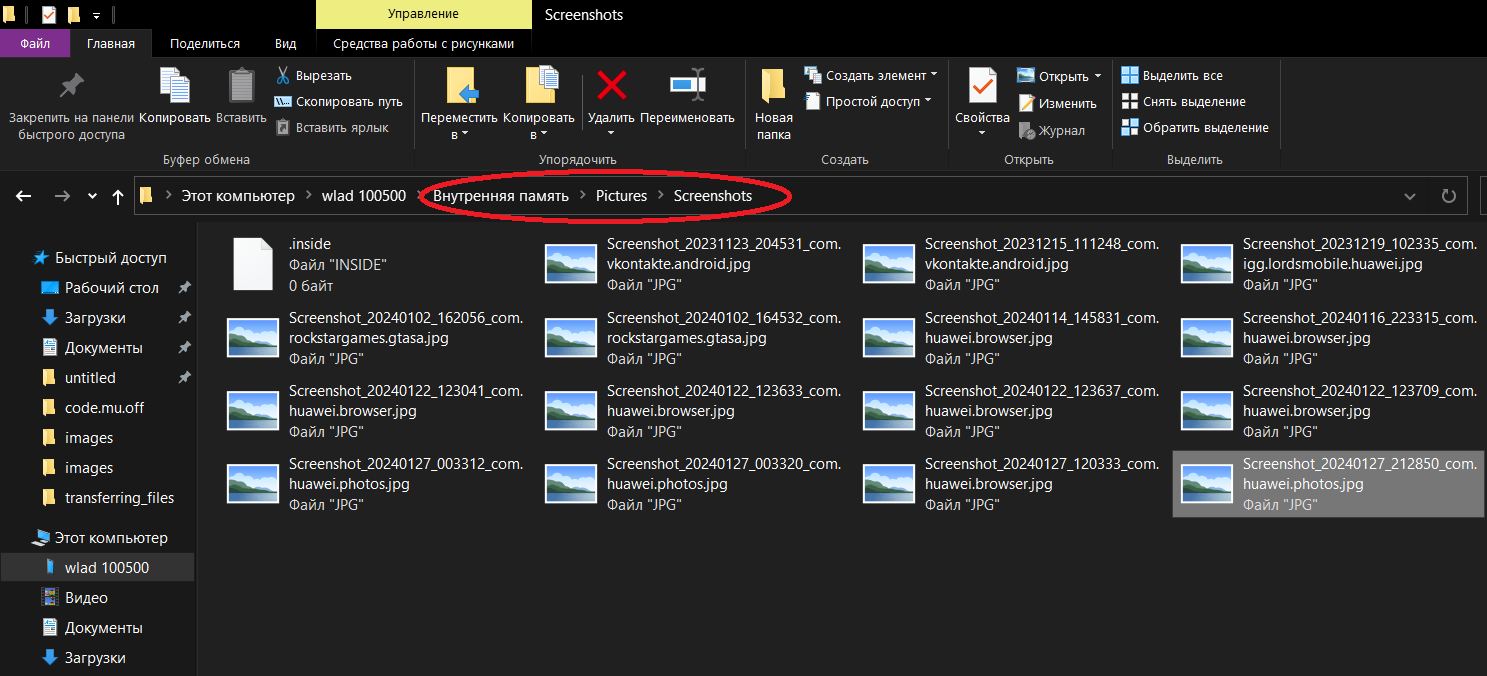 Управление
Screenshots
Файл
Главная
Поделиться
Вид
Средства работы с рисунками
Закрепить на панели
быстрого доступа
Копировать
Вставить
Вырезать
Скопировать путь
Вставить ярлык
Буфер обмена
Переместить
в
Копировать
в
Удалить
Переименовать
Упорядочить
Новая
папка
Создать элемент
Простой доступ
Создать
Свойства
Открыть
Изменить
Журнал
Открыть
Выделить все
Снять выделение
Обратить выделение
Выделить
Этот компьютер
wlad 100500
Внутренняя память
Pictures
Screenshots
Быстрый доступ
Рабочий стол
Загрузки
Документы
untitled
code.mu.off
images
images
transferring_files
Этот компьютер
wlad 100500
Видео
Документы
Загрузки
.inside
Файл "INSIDE"
0 байт
Screenshot_20231123_204531_com.
vkontakte.android.jpg
Файл "JPG"
Screenshot_20231215_111248_com.
vkontakte.android.jpg
Файл "JPG"
Screenshot_20231219_102335_com.
igg.lordsmobile.huawei.jpg
Файл "JPG"
Screenshot_20240102_162056_com.
rockstargames.gtasa.jpg
Файл "JPG"
Screenshot_20240102_164532_com.
rockstargames.gtasa.jpg
Файл "JPG"
Screenshot_20240114_145831_com.
huawei.browser.jpg
Файл "JPG"
Screenshot_20240116_223315_com.
huawei.browser.jpg
Файл "JPG"
Screenshot_20240122_123041_com.
huawei.browser.jpg
Файл "JPG"
Screenshot_20240122_123633_com.
huawei.browser.jpg
Файл "JPG"
Screenshot_20240122_123637_com.
huawei.browser.jpg
Файл "JPG"
Screenshot_20240122_123709_com.
huawei.browser.jpg
Файл "JPG"
Screenshot_20240127_003312_com.
huawei.photos.jpg
Файл "JPG"
Screenshot_20240127_003320_com.
huawei.photos.jpg
Файл "JPG"
Screenshot_20240127_120333_com.
huawei.browser.jpg
Файл "JPG"
Screenshot_20240127_212850_com.
huawei.photos.jpg
Файл "JPG"